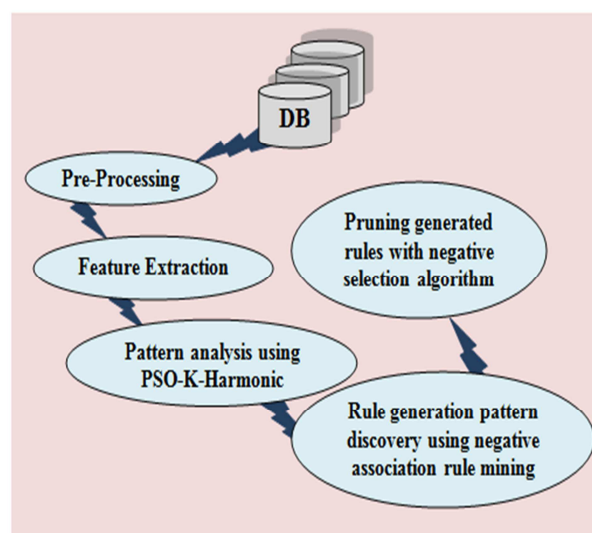 DB
Pre-Processing
Feature Extraction
Pattern analysis using
PSO-K-Harmonic
Rule generation pattern
discovery using negative
association rule mining
Pruning generated
rules with negative
selection algorithm